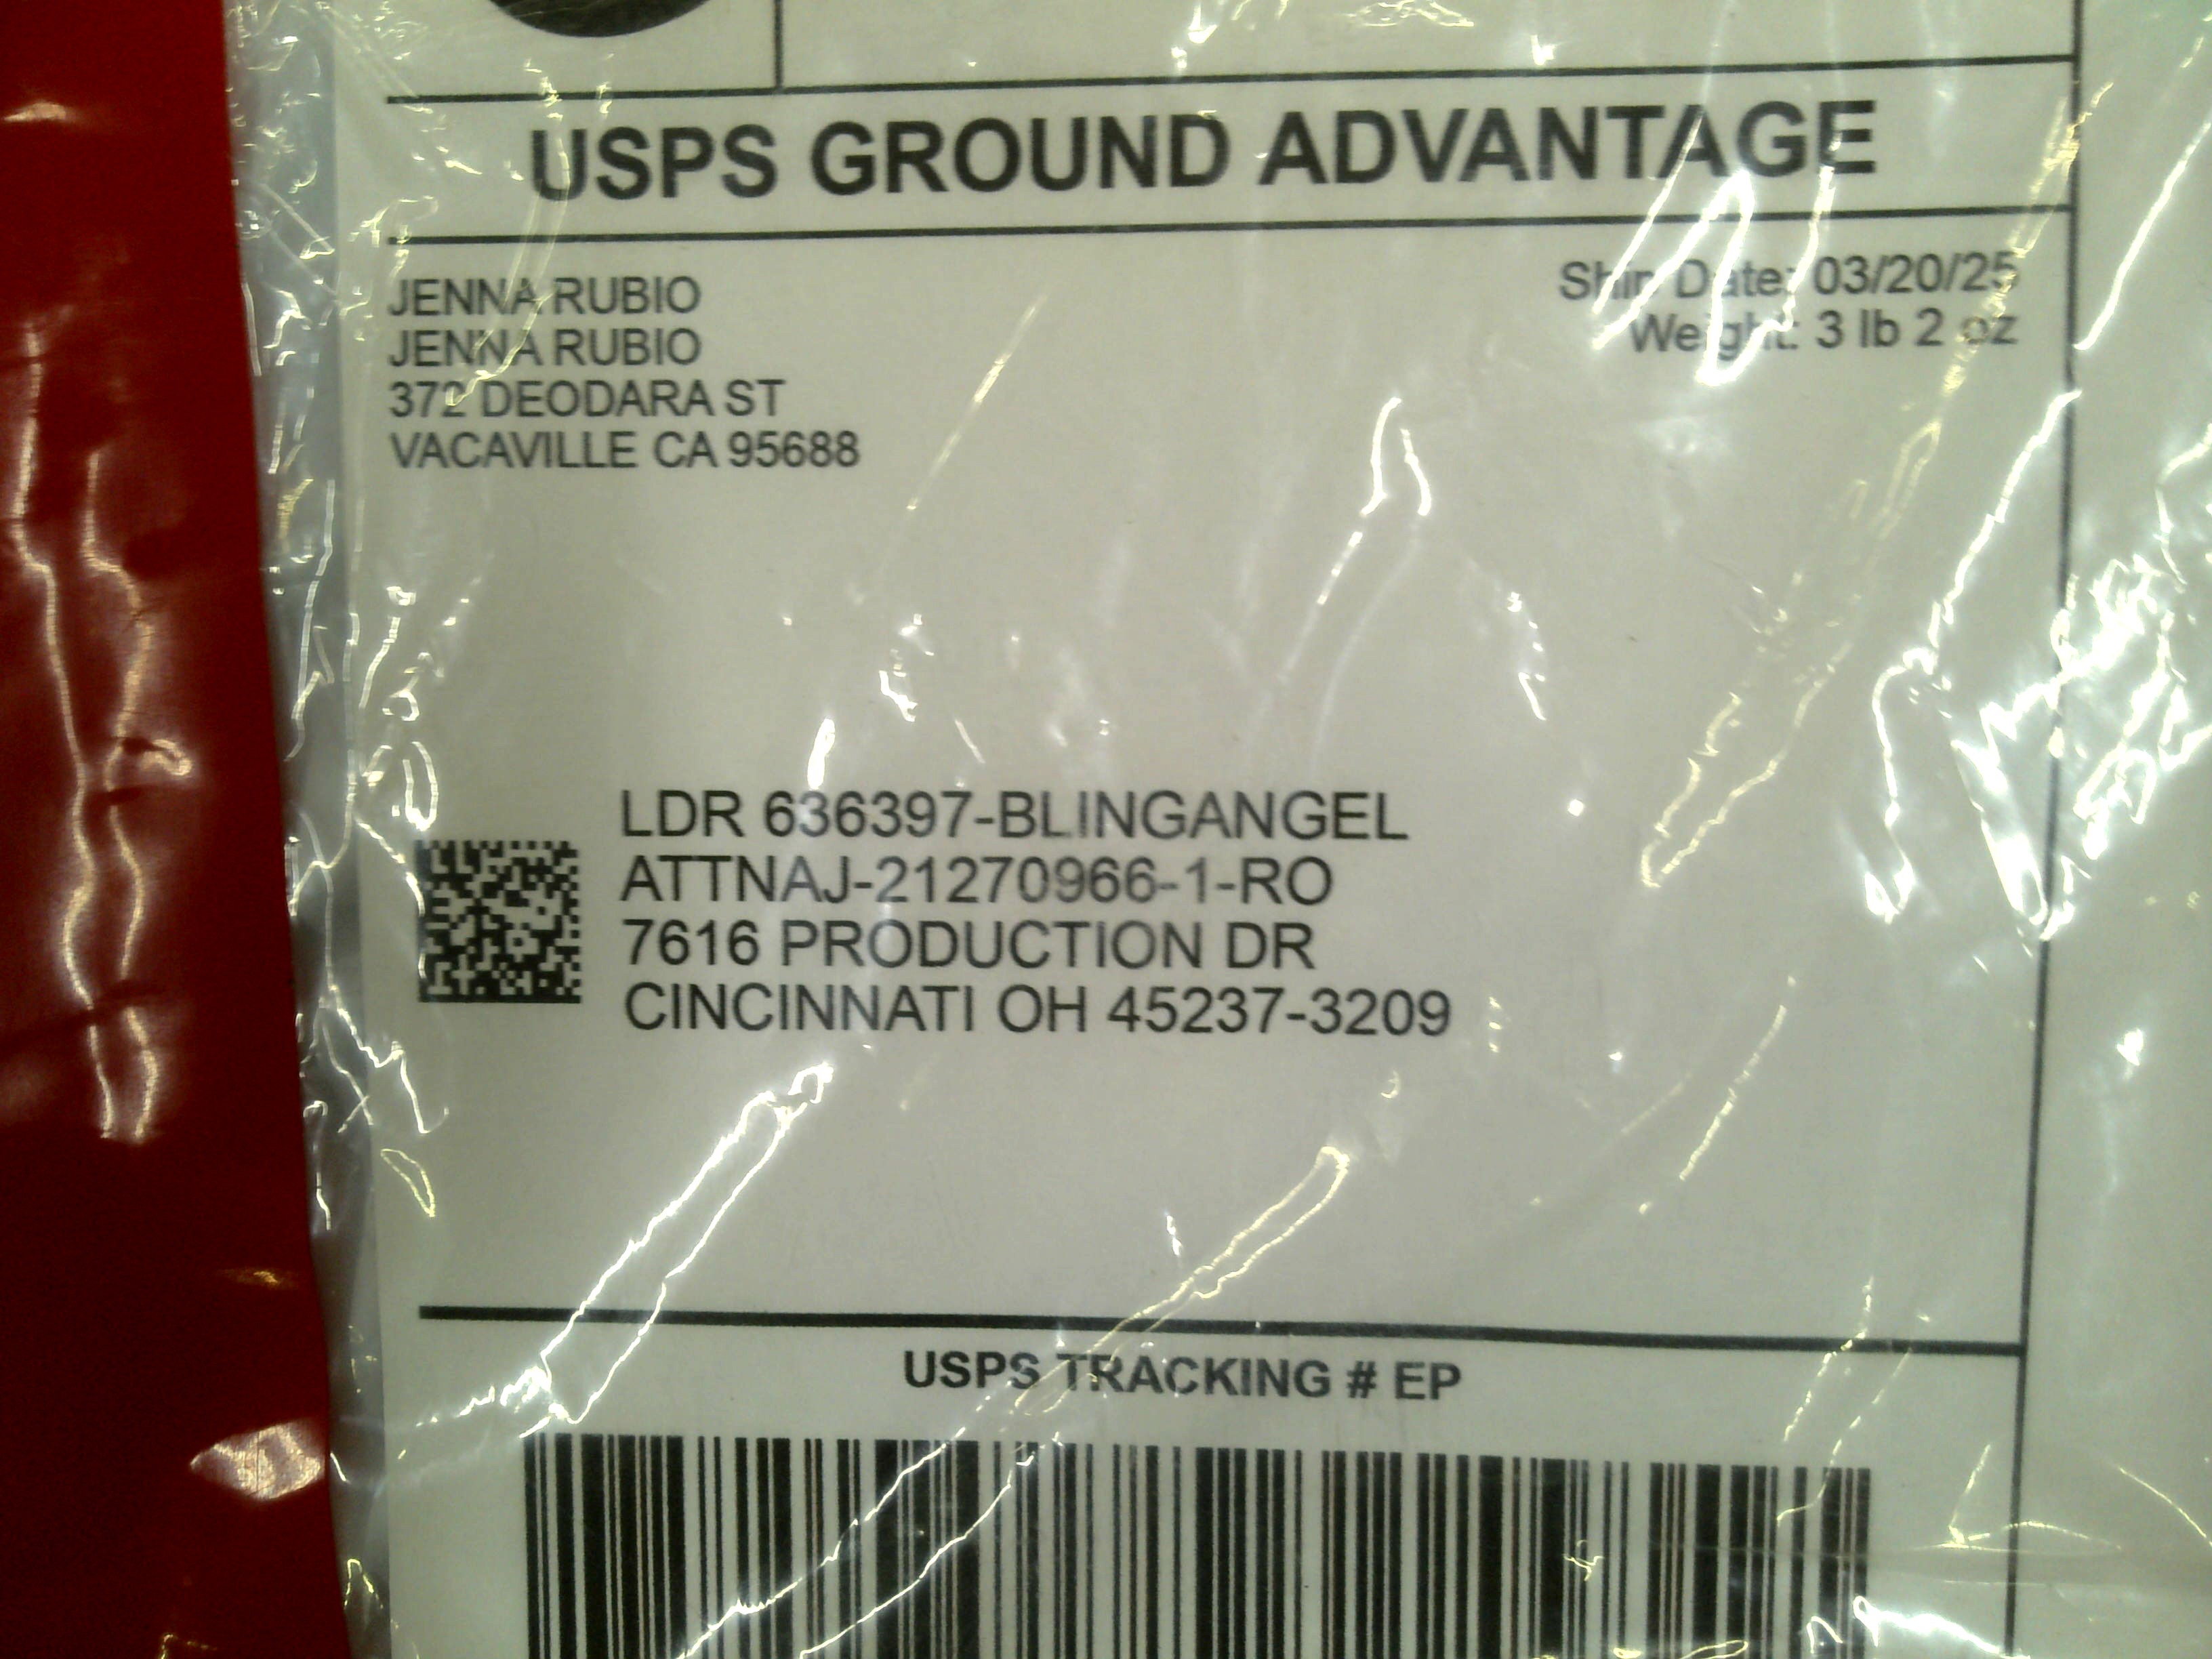 USPS GROUND ADVANTAGE
JENNA RUBIO
JENNA RUBIO
372 DEODARA ST
VACAVILLE CA 95688
Ship Date: 03/20/25
Weight: 3 lb 2 oz
LDR 636397-BLINGANGEL
ATTNAJ-21270966-1-RO
7616 PRODUCTION DR
CINCINNATI OH 45237-3209
USPS TRACKING # EP